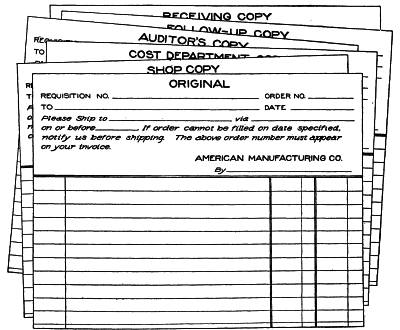 RECEIVING COPY
FOLLOW-UP COPY
AUDITOR'S COPY
COST DEPARTMENT
SHOP COPY
ORIGINAL
REQUISITION NO. ORDER NO.
TO DATE
Please Ship to via
on or before , If order cannot be filled on date specified,
notify us before shipping. The above order number must appear
on your invoice.
AMERICAN MANUFACTURING CO.
By